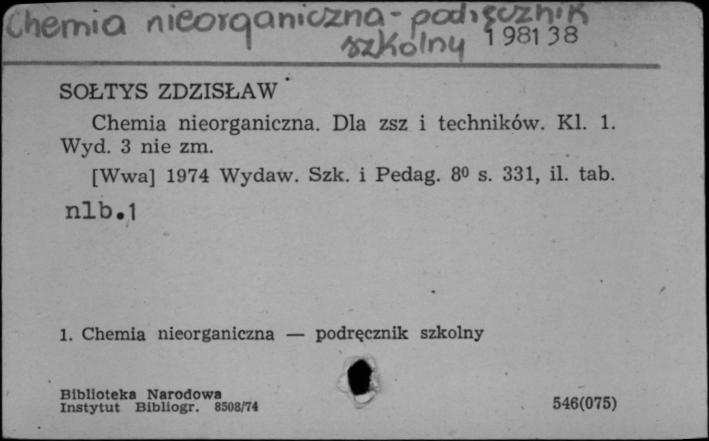 Chemia nieorganiczna - podręcznik
szkolny 198138
SOŁTYS ZDZISŁAW
Chemia nieorganiczna. Dla zsz i techników. Kl. 1.
Wyd. 3 nie zm.
[Wwa] 1974 Wydaw. Szk. i Pedag. 8⁰ s. 331, il. tab.
nlb.1
1. Chemia nieorganiczna — podręcznik szkolny
Biblioteka Narodowa
Instytut Bibliogr. 8508/74 546(075)